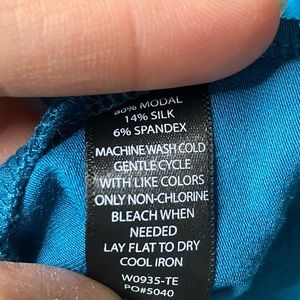 80% MODAL
14% SILK
6% SPANDEX
MACHINE WASH COLD
GENTLE CYCLE
WITH LIKE COLORS
ONLY NON-CHLORINE
BLEACH WHEN
NEEDED
LAY FLAT TO DRY
COOL IRON
W0935-TE
PO#5040